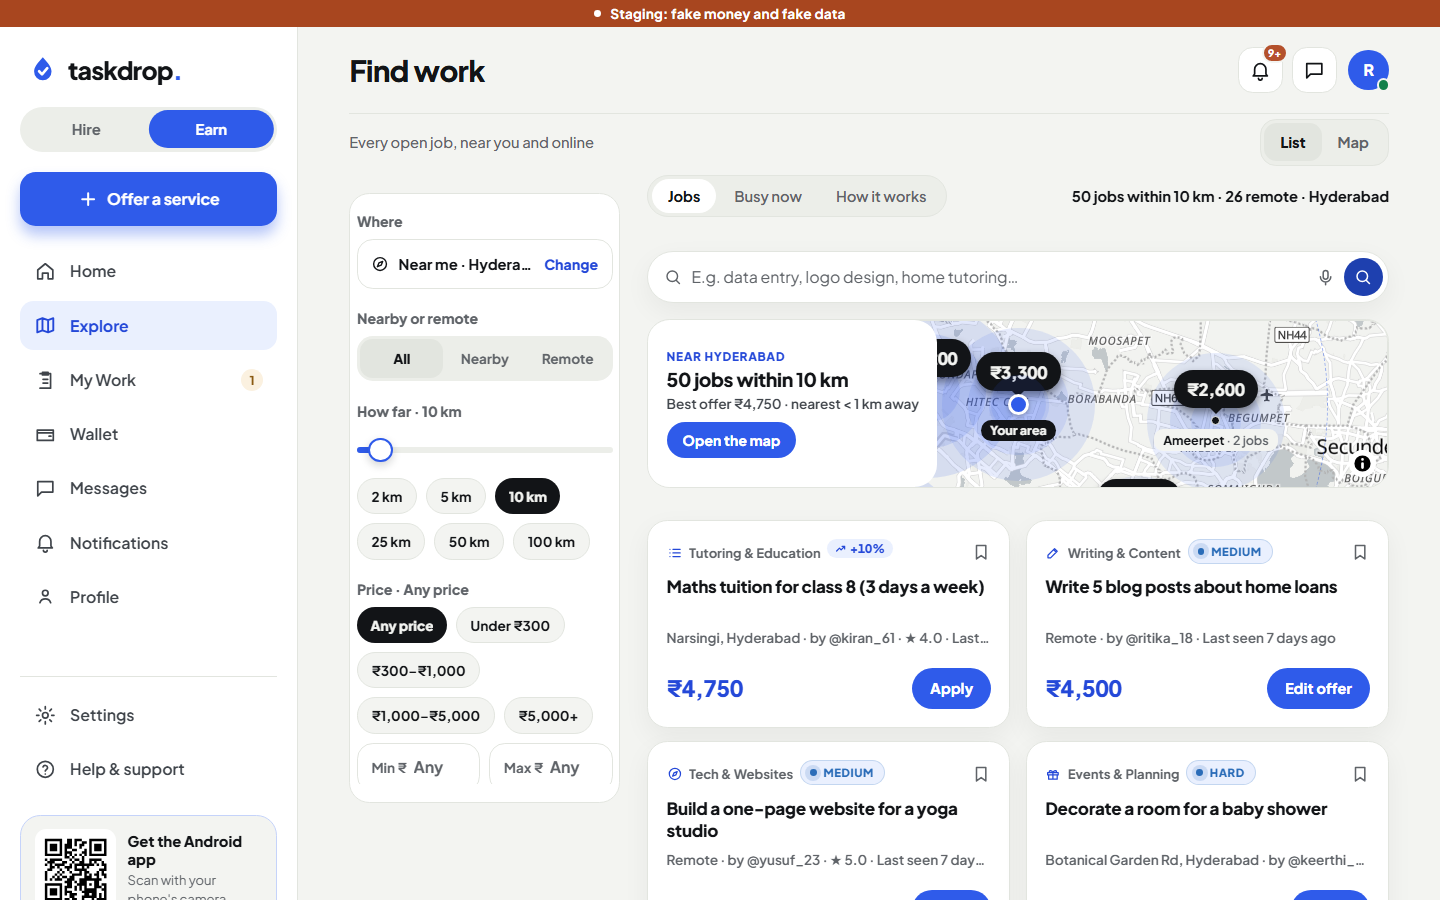 Staging: fake money and fake data
taskdrop.
Hire
Earn
Offer a service
Home
Explore
My Work
1
Wallet
Messages
Notifications
Profile
Settings
Help & support
Get the Android
app
Scan with your
phone's camera
Find work
9+
R
Every open job, near you and online
List
Map
Where
Near me · Hydera...
Change
Nearby or remote
All
Nearby
Remote
How far · 10 km
2 km
5 km
10 km
25 km
50 km
100 km
Price · Any price
Any price
Under ₹300
₹300–₹1,000
₹1,000–₹5,000
₹5,000+
Min ₹ Any
Max ₹ Any
Jobs
Busy now
How it works
50 jobs within 10 km · 26 remote · Hyderabad
E.g. data entry, logo design, home tutoring...
NEAR HYDERABAD
50 jobs within 10 km
Best offer ₹4,750 · nearest < 1 km away
Open the map
00
₹3,300
HITEC C
Your area
MOOSAPET
BORABANDA
NH44
₹2,600
BEGUMPET
Ameerpet · 2 jobs
Secund
Tutoring & Education
+10%
Maths tuition for class 8 (3 days a week)
Narsingi, Hyderabad · by @kiran_61 · ★ 4.0 · Last...
₹4,750
Apply
Writing & Content
MEDIUM
Write 5 blog posts about home loans
Remote · by @ritika_18 · Last seen 7 days ago
₹4,500
Edit offer
Tech & Websites
MEDIUM
Build a one-page website for a yoga
studio
Remote · by @yusuf_23 · ★ 5.0 · Last seen 7 day...
Events & Planning
HARD
Decorate a room for a baby shower
Botanical Garden Rd, Hyderabad · by @keerthi_...